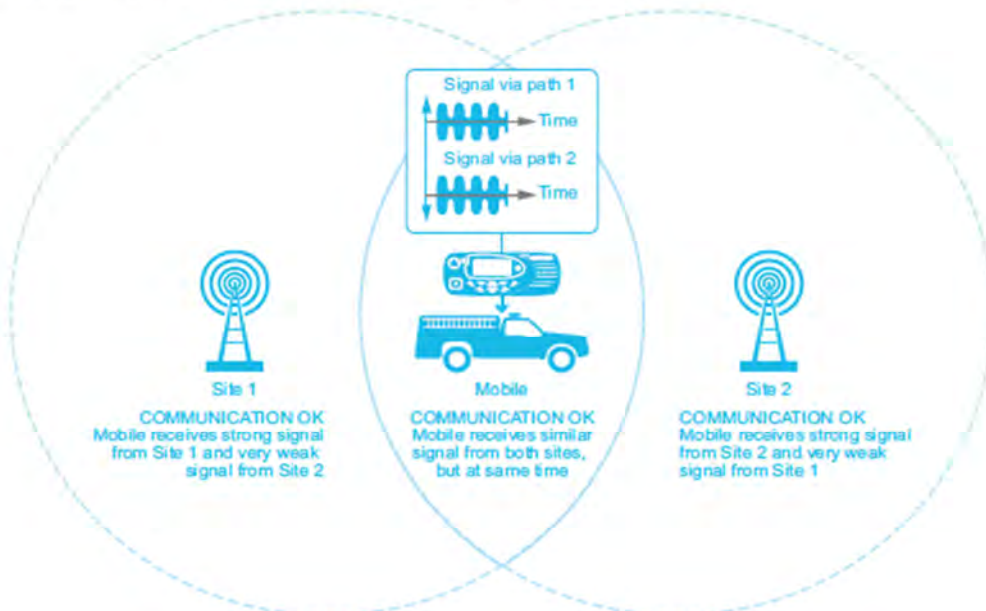 Signal via path 1
Time
Signal via path 2
Time
Site 1
COMMUNICATION OK
Mobile receives strong signal
from Site 1 and very weak
signal from Site 2
Mobile
COMMUNICATION OK
Mobile receives similar
signal from both sites,
but at same time
Site 2
COMMUNICATION OK
Mobile receives strong signal
from Site 2 and very weak
signal from Site 1